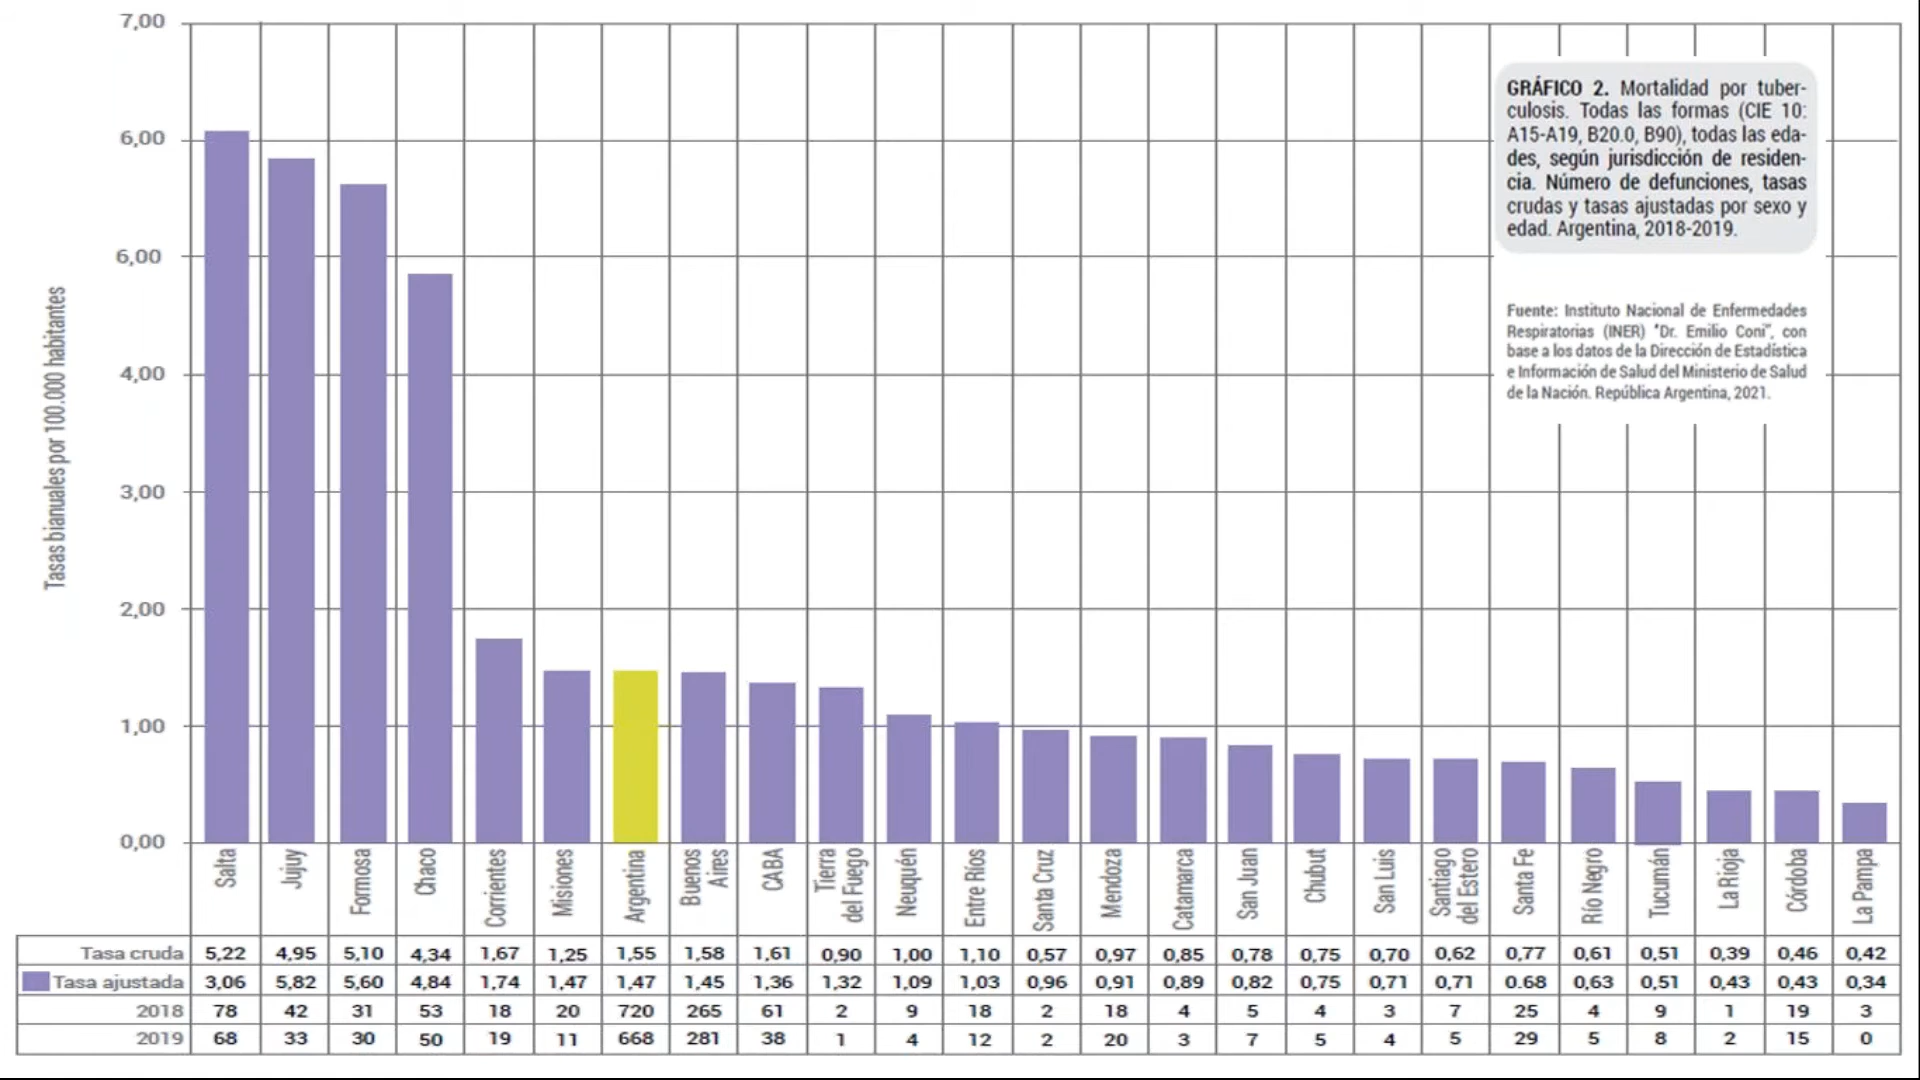 7,00
6,00
6,00
4,00
3,00
2,00
1,00
0,00
Tasas bianuales por 100.000 habitantes
GRÁFICO 2. Mortalidad por tuber-
culosis. Todas las formas (CIE 10:
A15-A19, B20.0, B90), todas las eda-
des, según jurisdicción de residen-
cia. Número de defunciones, tasas
crudas y tasas ajustadas por sexo y
edad. Argentina, 2018-2019.
Fuente: Instituto Nacional de Enfermedades
Respiratorias (INER) "Dr. Emilio Coni", con
base a los datos de la Dirección de Estadística
e Información de Salud del Ministerio de Salud
de la Nación. República Argentina, 2021.
Salta
Jujuy
Formosa
Chaco
Corrientes
Misiones
Argentina
Buenos
Aires
CABA
Tierra
del Fuego
Neuquén
Entre Ríos
Santa Cruz
Mendoza
Catamarca
San Juan
Chubut
San Luis
Santiago
del Estero
Santa Fe
Río Negro
Tucumán
La Rioja
Córdoba
La Pampa
Tasa cruda 5,22 4,95 5,10 4,34 1,67 1,25 1,55 1,58 1,61 0,90 1,00 1,10 0,57 0,97 0,85 0,78 0,75 0,70 0,62 0,77 0,61 0,51 0,39 0,46 0,42
Tasa ajustada 3,06 5,82 5,60 4,84 1,74 1,47 1,47 1,45 1,36 1,32 1,09 1,03 0,96 0,91 0,89 0,82 0,75 0,71 0,71 0.68 0,63 0,51 0,43 0,43 0,34
2018 78 42 31 53 18 20 720 265 61 2 9 18 2 18 4 5 4 3 7 25 4 9 1 19 3
2019 68 33 30 50 19 11 668 281 38 1 4 12 2 20 3 7 5 4 5 29 5 8 2 15 0